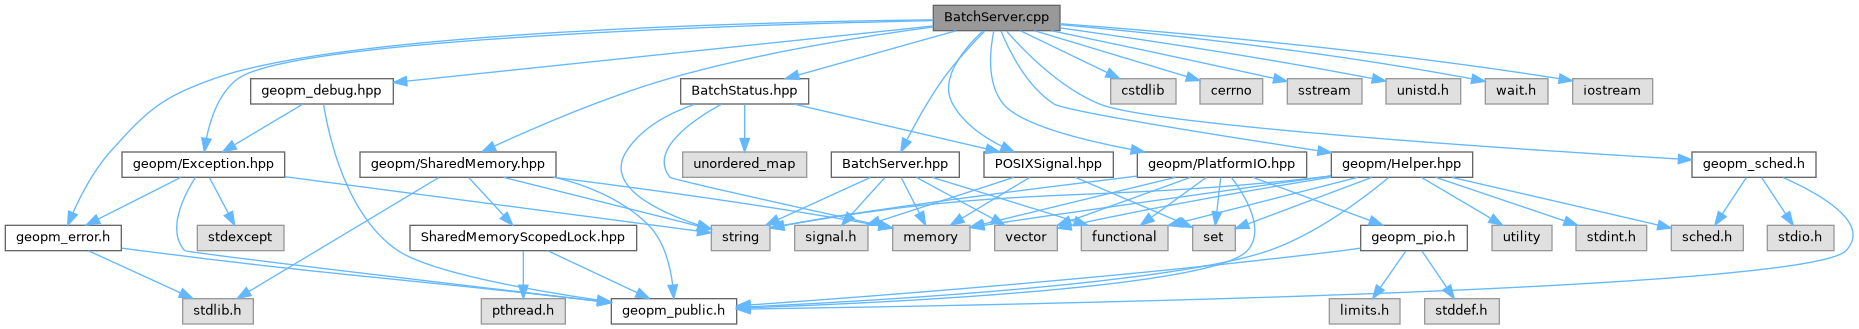 BatchServer.cpp
geopm_debug.hpp
BatchStatus.hpp
cstdlib
cerrno
sstream
unistd.h
wait.h
iostream
geopm/Exception.hpp
geopm/SharedMemory.hpp
unordered_map
BatchServer.hpp
POSIXSignal.hpp
geopm/PlatformIO.hpp
geopm/Helper.hpp
geopm_sched.h
geopm_error.h
stdexcept
SharedMemoryScopedLock.hpp
string
signal.h
memory
vector
functional
set
geopm_pio.h
utility
stdint.h
sched.h
stdio.h
stdlib.h
pthread.h
geopm_public.h
limits.h
stddef.h